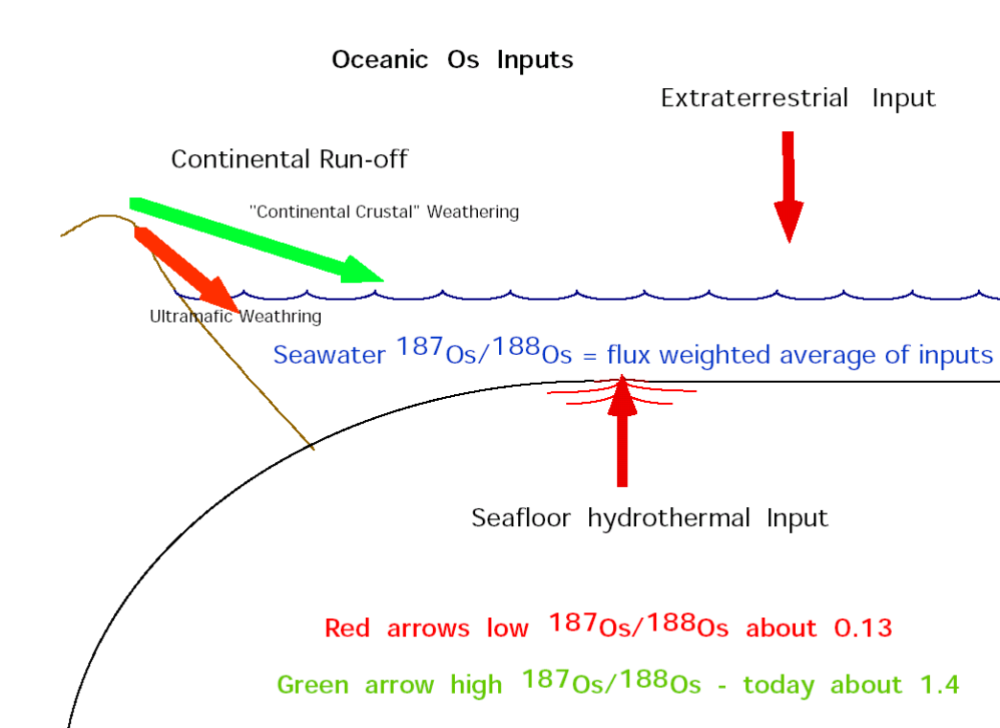 Oceanic Os Inputs
Extraterrestrial Input
Continental Run-off
"Continental Crustal" Weathering
Ultramafic Weathring
Seawater 187Os/188Os = flux weighted average of inputs
Seafloor hydrothermal Input
Red arrows low 187Os/188Os about 0.13
Green arrow high 187Os/188Os - today about 1.4